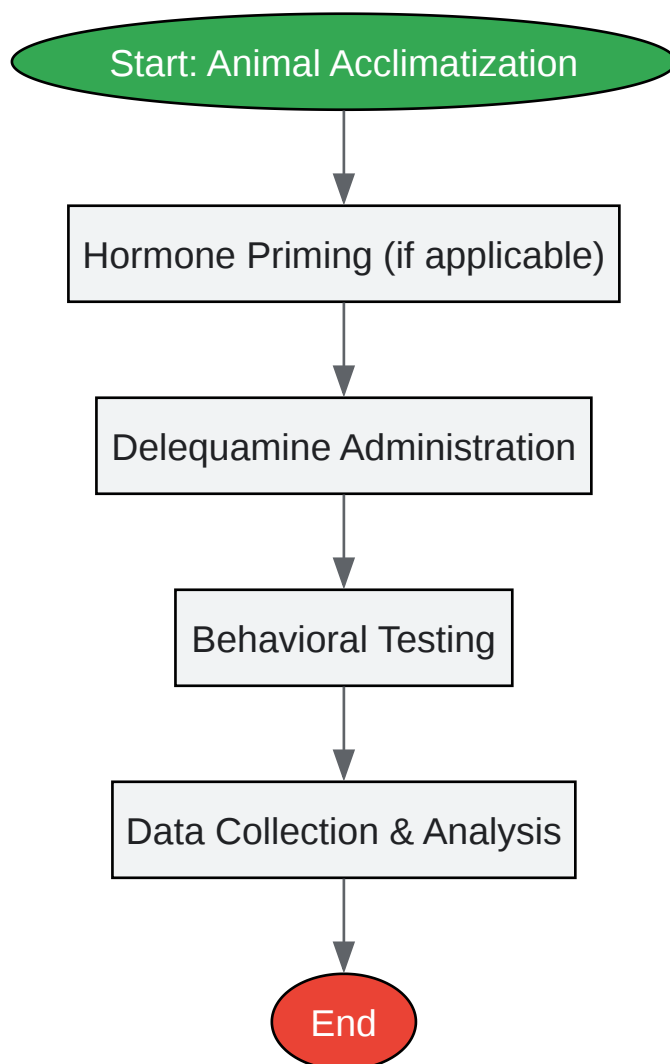 Start: Animal Acclimatization
Hormone Priming (if applicable)
Delequamine Administration
Behavioral Testing
Data Collection & Analysis
End